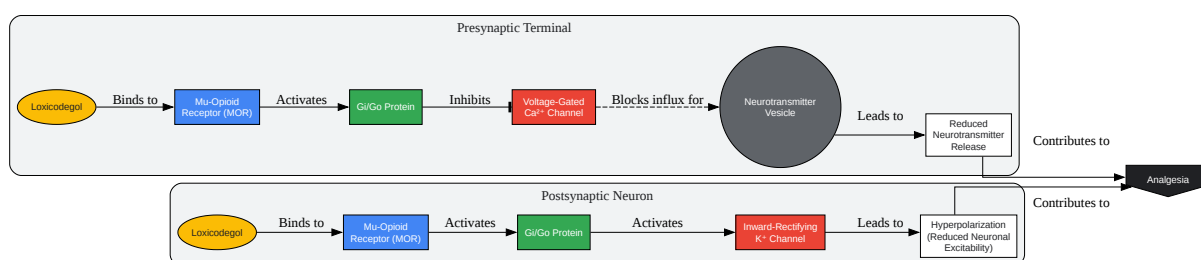 Presynaptic Terminal
Loxicodegol
Binds to
Mu-Opioid
Receptor (MOR)
Activates
Gi/Go Protein
Inhibits
Voltage-Gated
Ca²⁺ Channel
Blocks influx for
Neurotransmitter
Vesicle
Leads to
Reduced
Neurotransmitter
Release
Contributes to
Analgesia
Postsynaptic Neuron
Loxicodegol
Binds to
Mu-Opioid
Receptor (MOR)
Activates
Gi/Go Protein
Activates
Inward-Rectifying
K⁺ Channel
Leads to
Hyperpolarization
(Reduced Neuronal
Excitability)
Contributes to